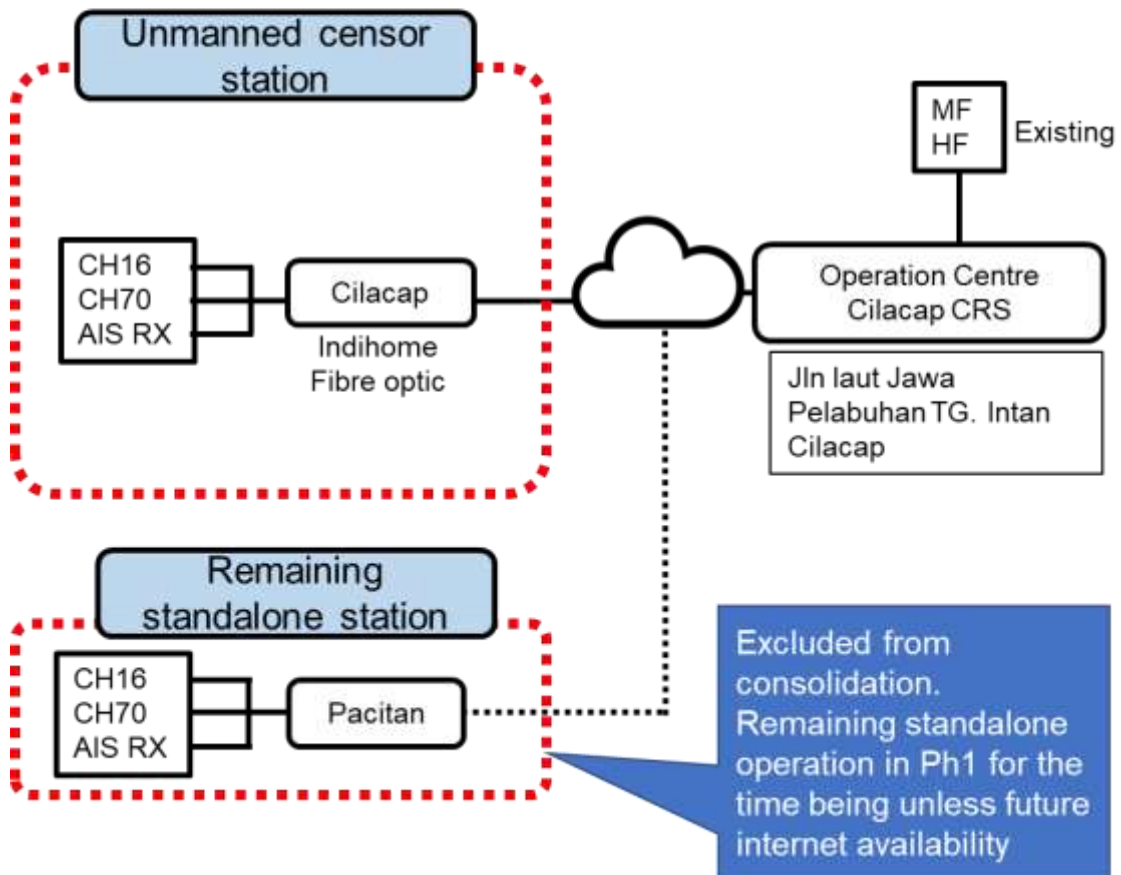 Unmanned censor
station
MF
HF
Existing
CH16
CH70
AIS RX
Cilacap
Indihome
Fibre optic
Operation Centre
Cilacap CRS
Jln laut Jawa
Pelabuhan TG. Intan
Cilacap
Remaining
standalone station
CH16
CH70
AIS RX
Pacitan
Excluded from
consolidation.
Remaining standalone
operation in Ph1 for the
time being unless future
internet availability